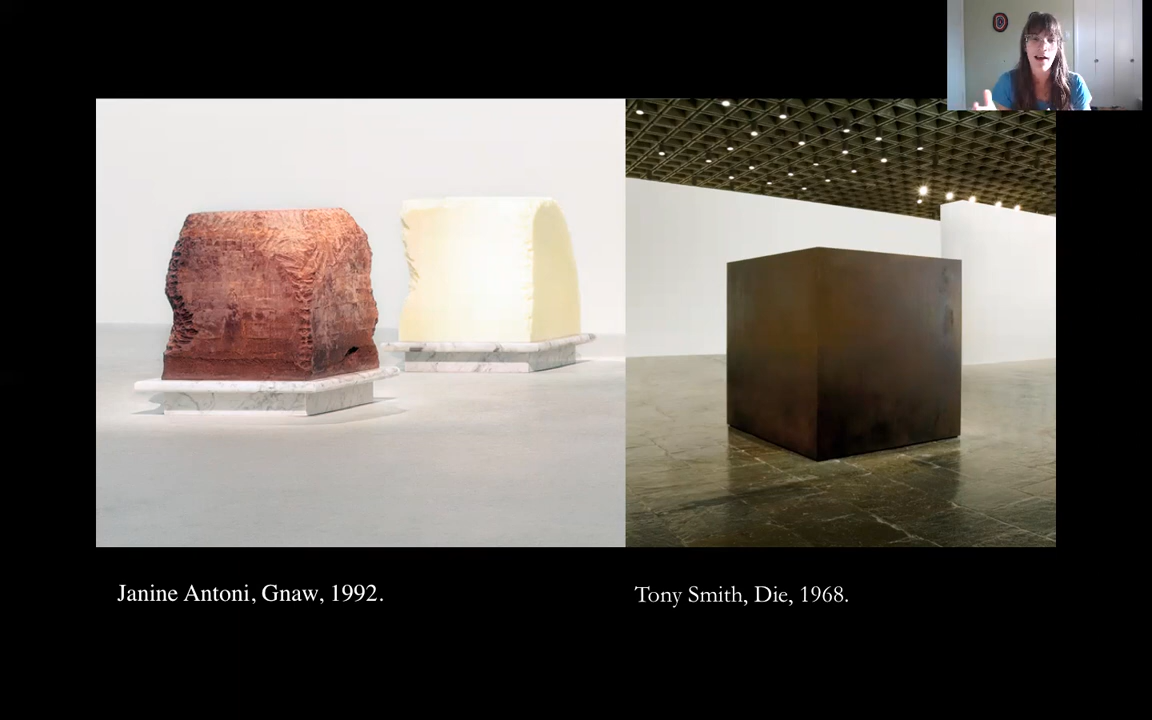 Janine Antoni, Gnaw, 1992.
Tony Smith, Die, 1968.